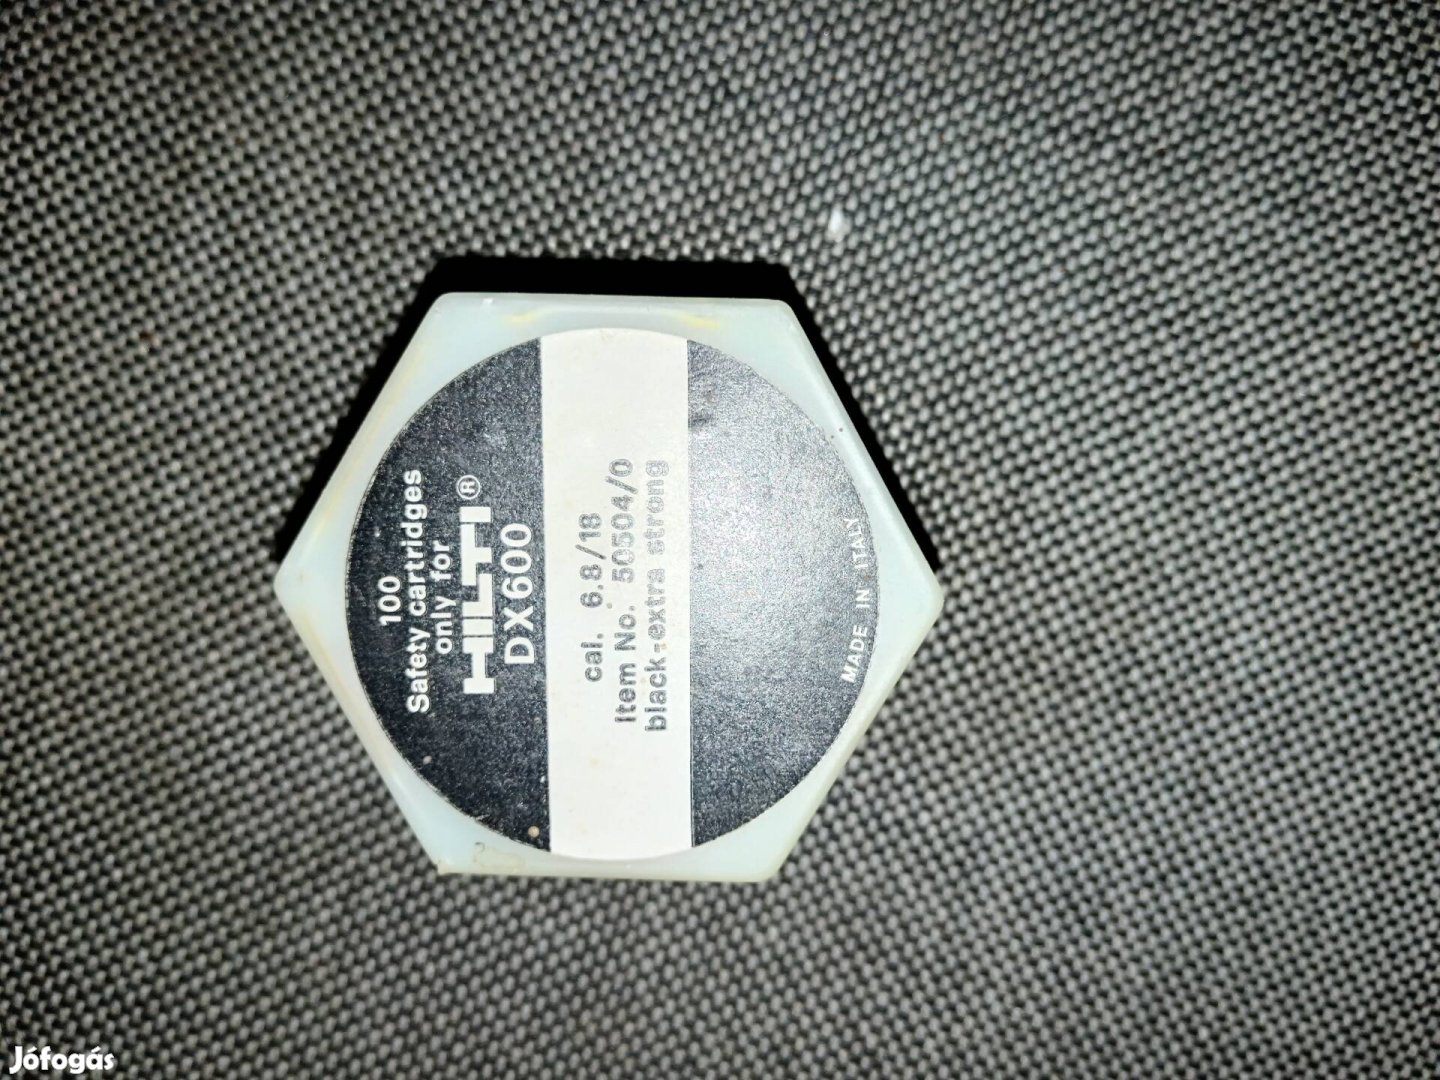 100
Safety cartridges
only for
HILTI®
DX600
cal. 6.8/18
Item No. 50504/0
black-extra strong
MADE IN ITALY
Jófogás